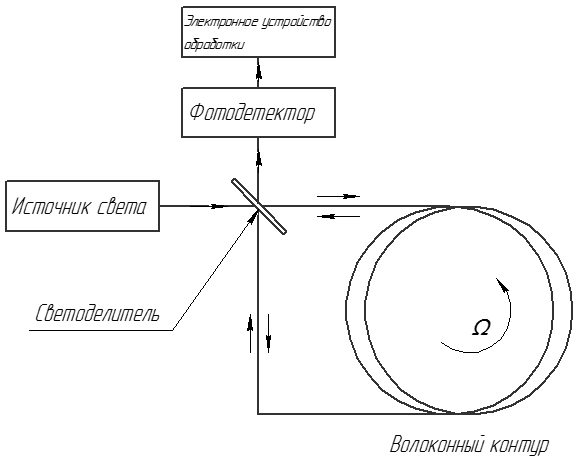 Электронное устройство
обработки
Фотодетектор
Источник света
Светоделитель
Ω
Волоконный контур